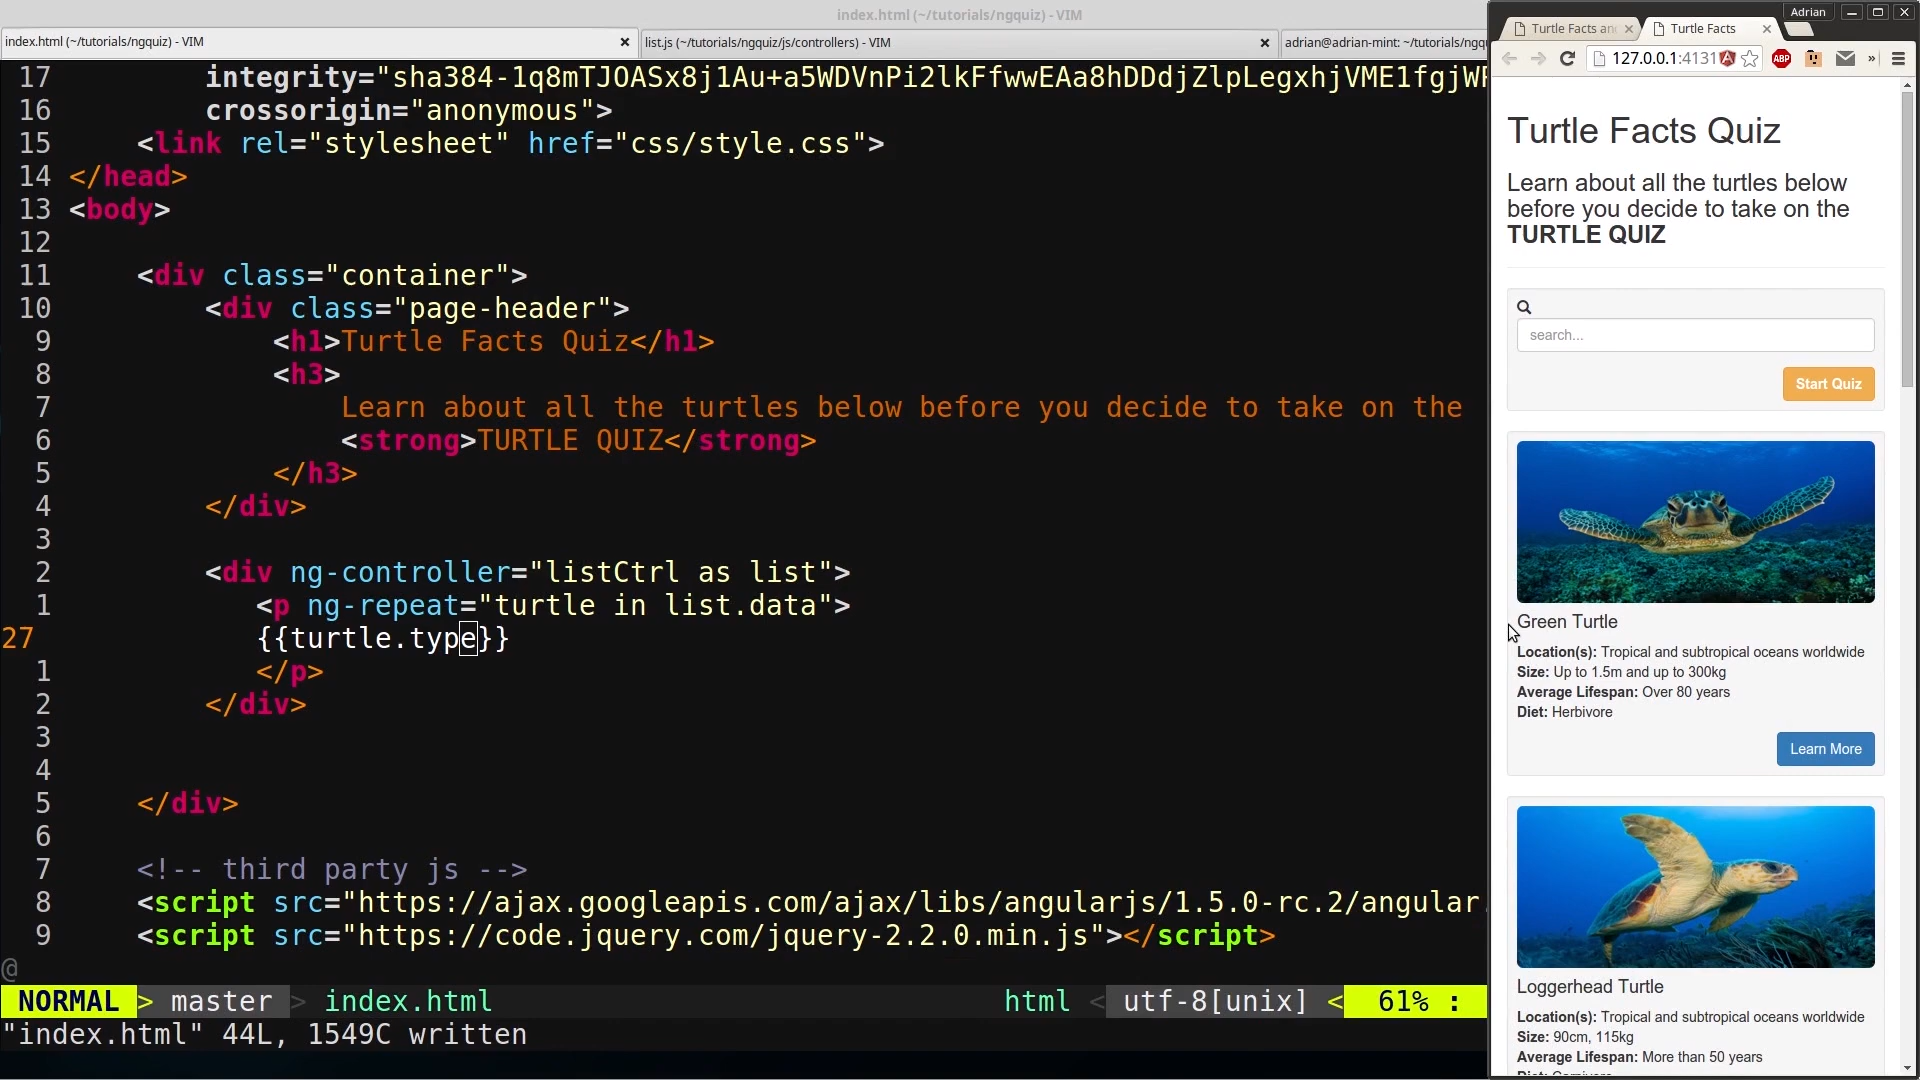 index.html (~/tutorials/ngquiz) - VIM
index.html (~/tutorials/ngquiz) - VIM
list.js (~/tutorials/ngquiz/js/controllers) - VIM
adrian@adrian-mint: ~/tutorials/ngqu
17 integrity="sha384-1q8mTJOASx8j1Au+a5WDVnPi2lkFfwwEAa8hDDdjZlpLegxhjVME1fgjW
16 crossorigin="anonymous">
15 <link rel="stylesheet" href="css/style.css">
14 </head>
13 <body>
12
11 <div class="container">
10 <div class="page-header">
9 <h1>Turtle Facts Quiz</h1>
8 <h3>
7 Learn about all the turtles below before you decide to take on the
6 <strong>TURTLE QUIZ</strong>
5 </h3>
4 </div>
3
2 <div ng-controller="listCtrl as list">
1 <p ng-repeat="turtle in list.data">
27 {{turtle.type}}
1 </p>
2 </div>
3
4
5 </div>
6
7 <!-- third party js -->
8 <script src="https://ajax.googleapis.com/ajax/libs/angularjs/1.5.0-rc.2/angular.
9 <script src="https://code.jquery.com/jquery-2.2.0.min.js"></script>
@
NORMAL > master > index.html html < utf-8[unix] < 61% :
"index.html" 44L, 1549C written
Adrian
Turtle Facts an
Turtle Facts
127.0.0.1:4131
ABP
»
Turtle Facts Quiz
Learn about all the turtles below
before you decide to take on the
TURTLE QUIZ
search...
Start Quiz
Green Turtle
Location(s): Tropical and subtropical oceans worldwide
Size: Up to 1.5m and up to 300kg
Average Lifespan: Over 80 years
Diet: Herbivore
Learn More
Loggerhead Turtle
Location(s): Tropical and subtropical oceans worldwide
Size: 90cm, 115kg
Average Lifespan: More than 50 years